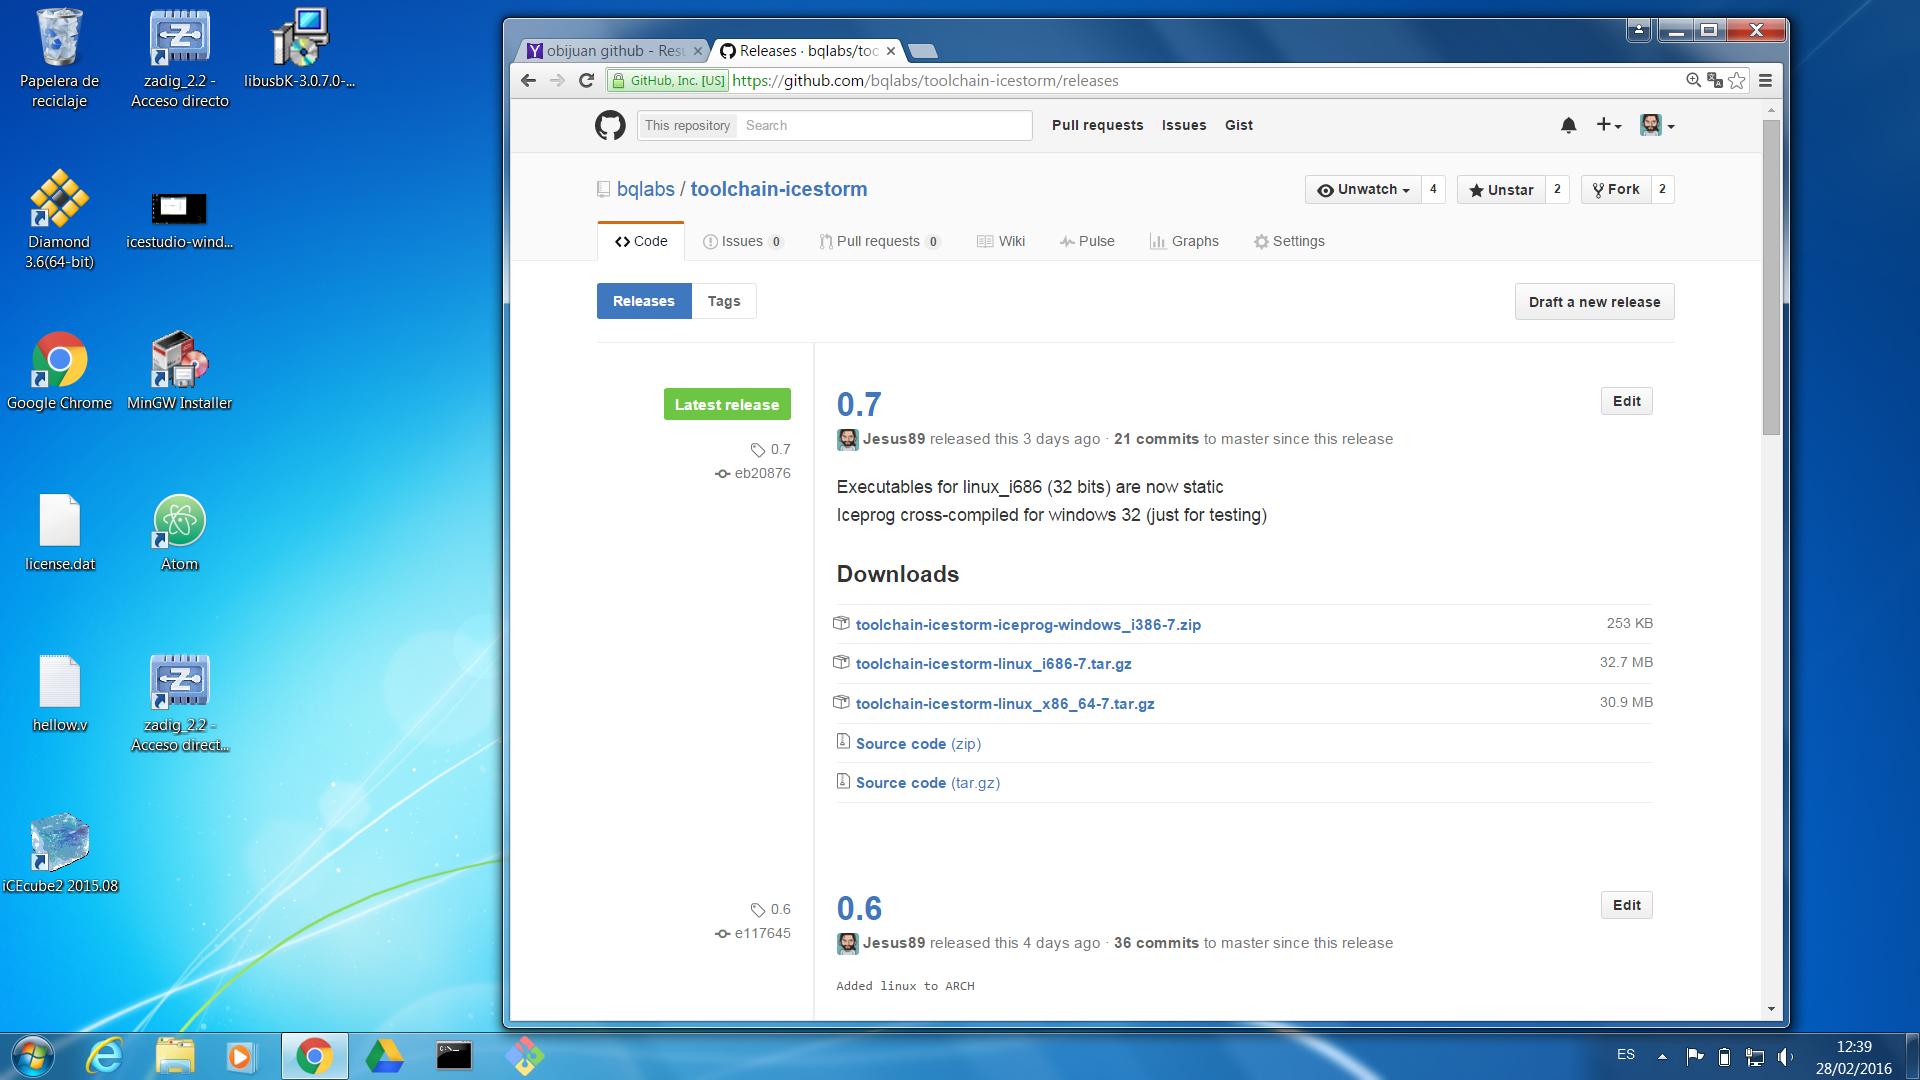 Papelera de
reciclaje
zadig_2.2 -
Acceso directo
libusbK-3.0.7.0-...
Diamond
3.6(64-bit)
icestudio-wind...
Google Chrome
MinGW Installer
license.dat
Atom
hellow.v
zadig_2.2 -
Acceso direct...
iCEcube2 2015.08
obijuan github - Resu
Releases · bqlabs/too
GitHub, Inc. [US] https://github.com/bqlabs/toolchain-icestorm/releases
This repository Search
Pull requests Issues Gist
bqlabs / toolchain-icestorm
Unwatch 4 Unstar 2 Fork 2
Code Issues 0 Pull requests 0 Wiki Pulse Graphs Settings
Releases Tags
Draft a new release
Latest release
0.7
eb20876
0.7
Edit
Jesus89 released this 3 days ago · 21 commits to master since this release
Executables for linux_i686 (32 bits) are now static
Iceprog cross-compiled for windows 32 (just for testing)
Downloads
toolchain-icestorm-iceprog-windows_i386-7.zip 253 KB
toolchain-icestorm-linux_i686-7.tar.gz 32.7 MB
toolchain-icestorm-linux_x86_64-7.tar.gz 30.9 MB
Source code (zip)
Source code (tar.gz)
0.6
e117645
0.6
Edit
Jesus89 released this 4 days ago · 36 commits to master since this release
Added linux to ARCH
ES
12:39
28/02/2016